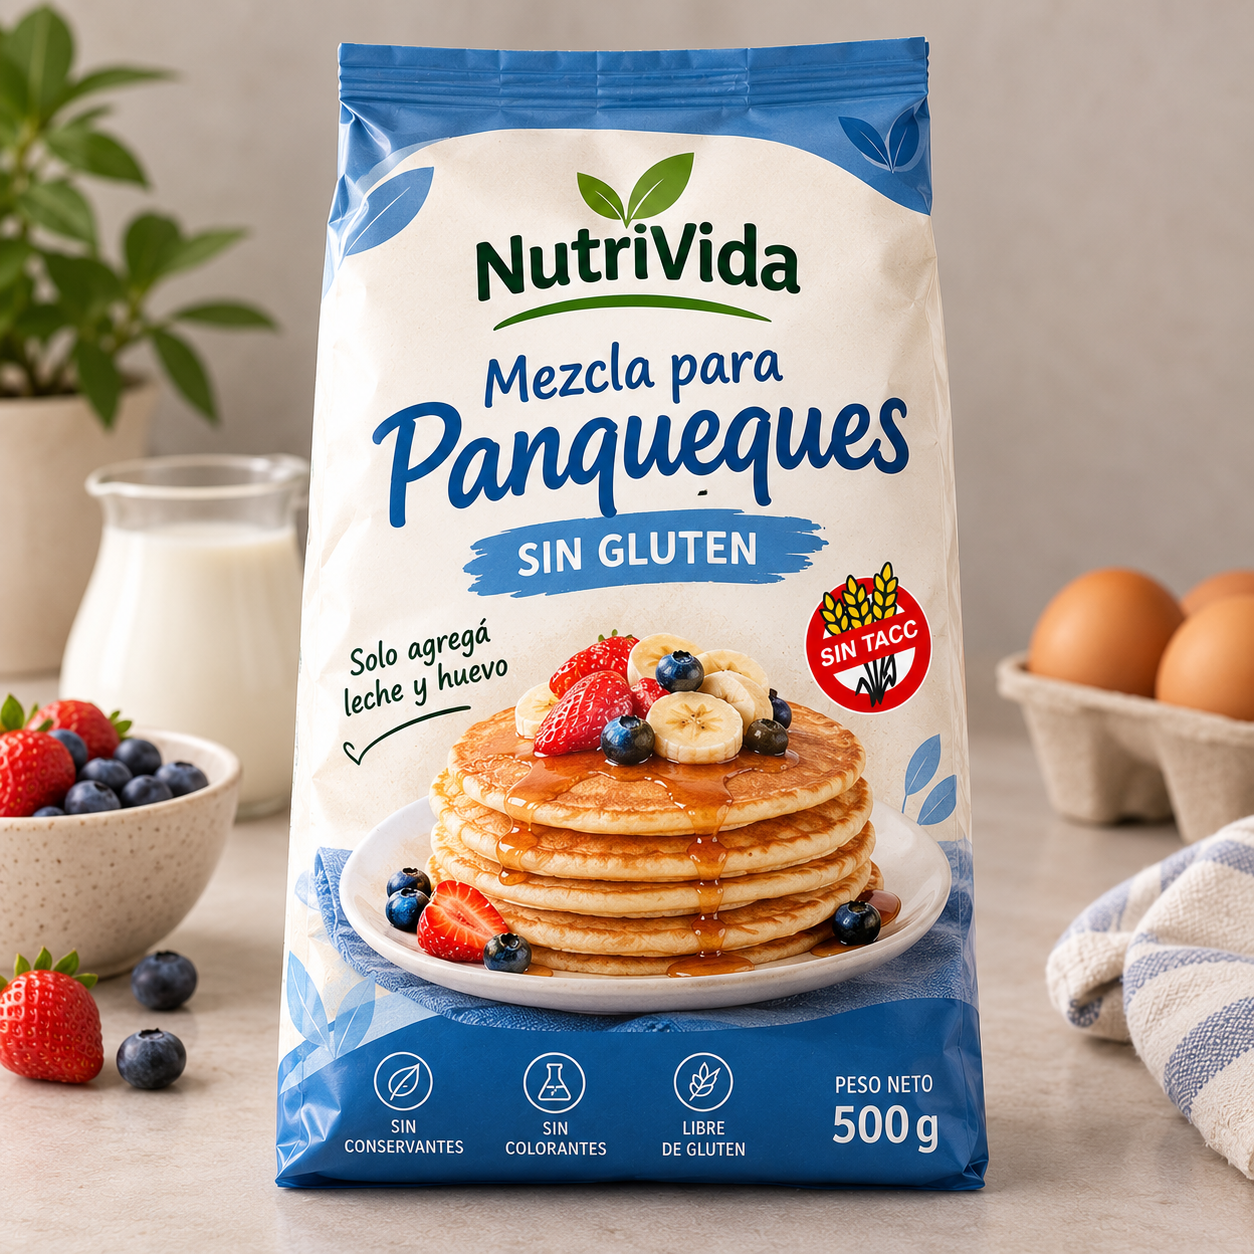 NutriVida
Mezcla para
Panqueques
SIN GLUTEN
Solo agregá
leche y huevo
SIN TACC
SIN
CONSERVANTES
SIN
COLORANTES
LIBRE
DE GLUTEN
PESO NETO
500 g